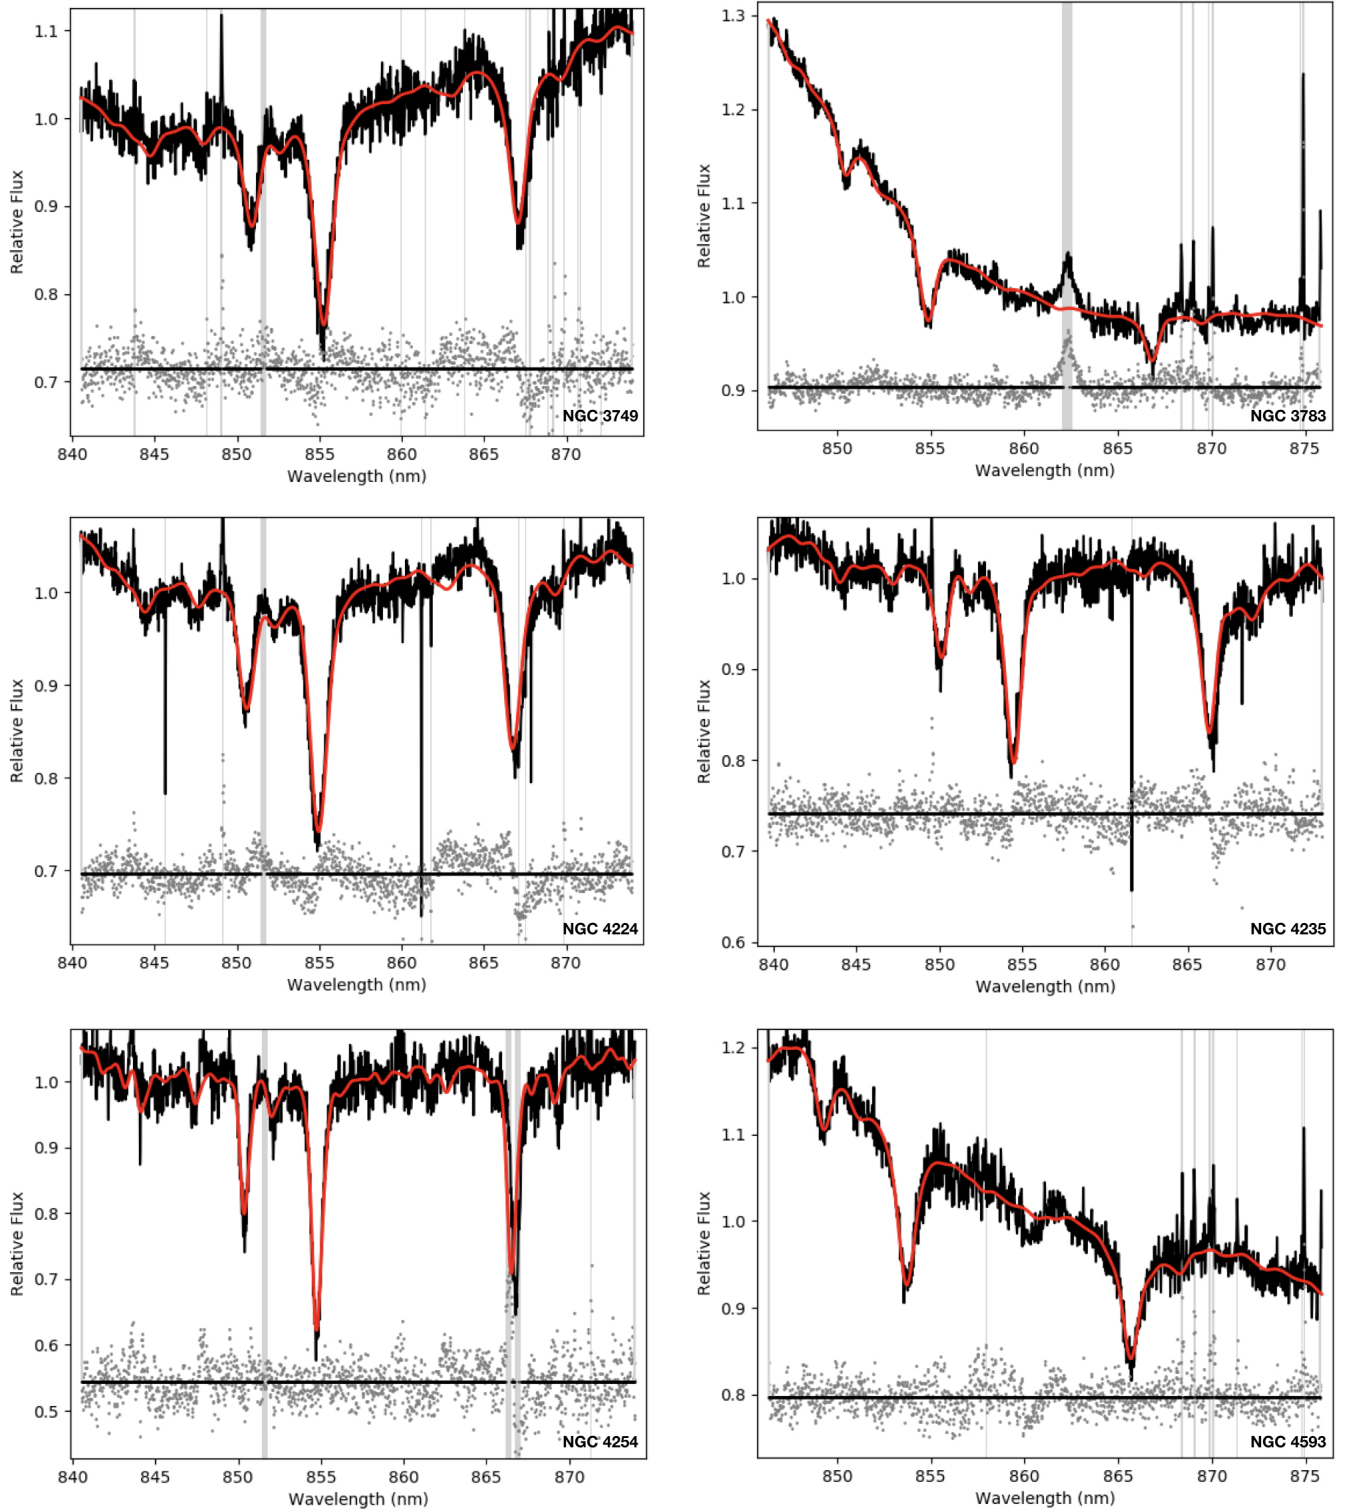 1.1
1.0
0.9
0.8
0.7
Relative Flux
NGC 3749
840 845 850 855 860 865 870
Wavelength (nm)
1.3
1.2
1.1
1.0
0.9
Relative Flux
NGC 3783
850 855 860 865 870 875
Wavelength (nm)
1.0
0.9
0.8
0.7
Relative Flux
NGC 4224
840 845 850 855 860 865 870
Wavelength (nm)
1.0
0.9
0.8
0.7
0.6
Relative Flux
NGC 4235
840 845 850 855 860 865 870
Wavelength (nm)
1.0
0.9
0.8
0.7
0.6
0.5
Relative Flux
NGC 4254
840 845 850 855 860 865 870
Wavelength (nm)
1.2
1.1
1.0
0.9
0.8
Relative Flux
NGC 4593
850 855 860 865 870 875
Wavelength (nm)